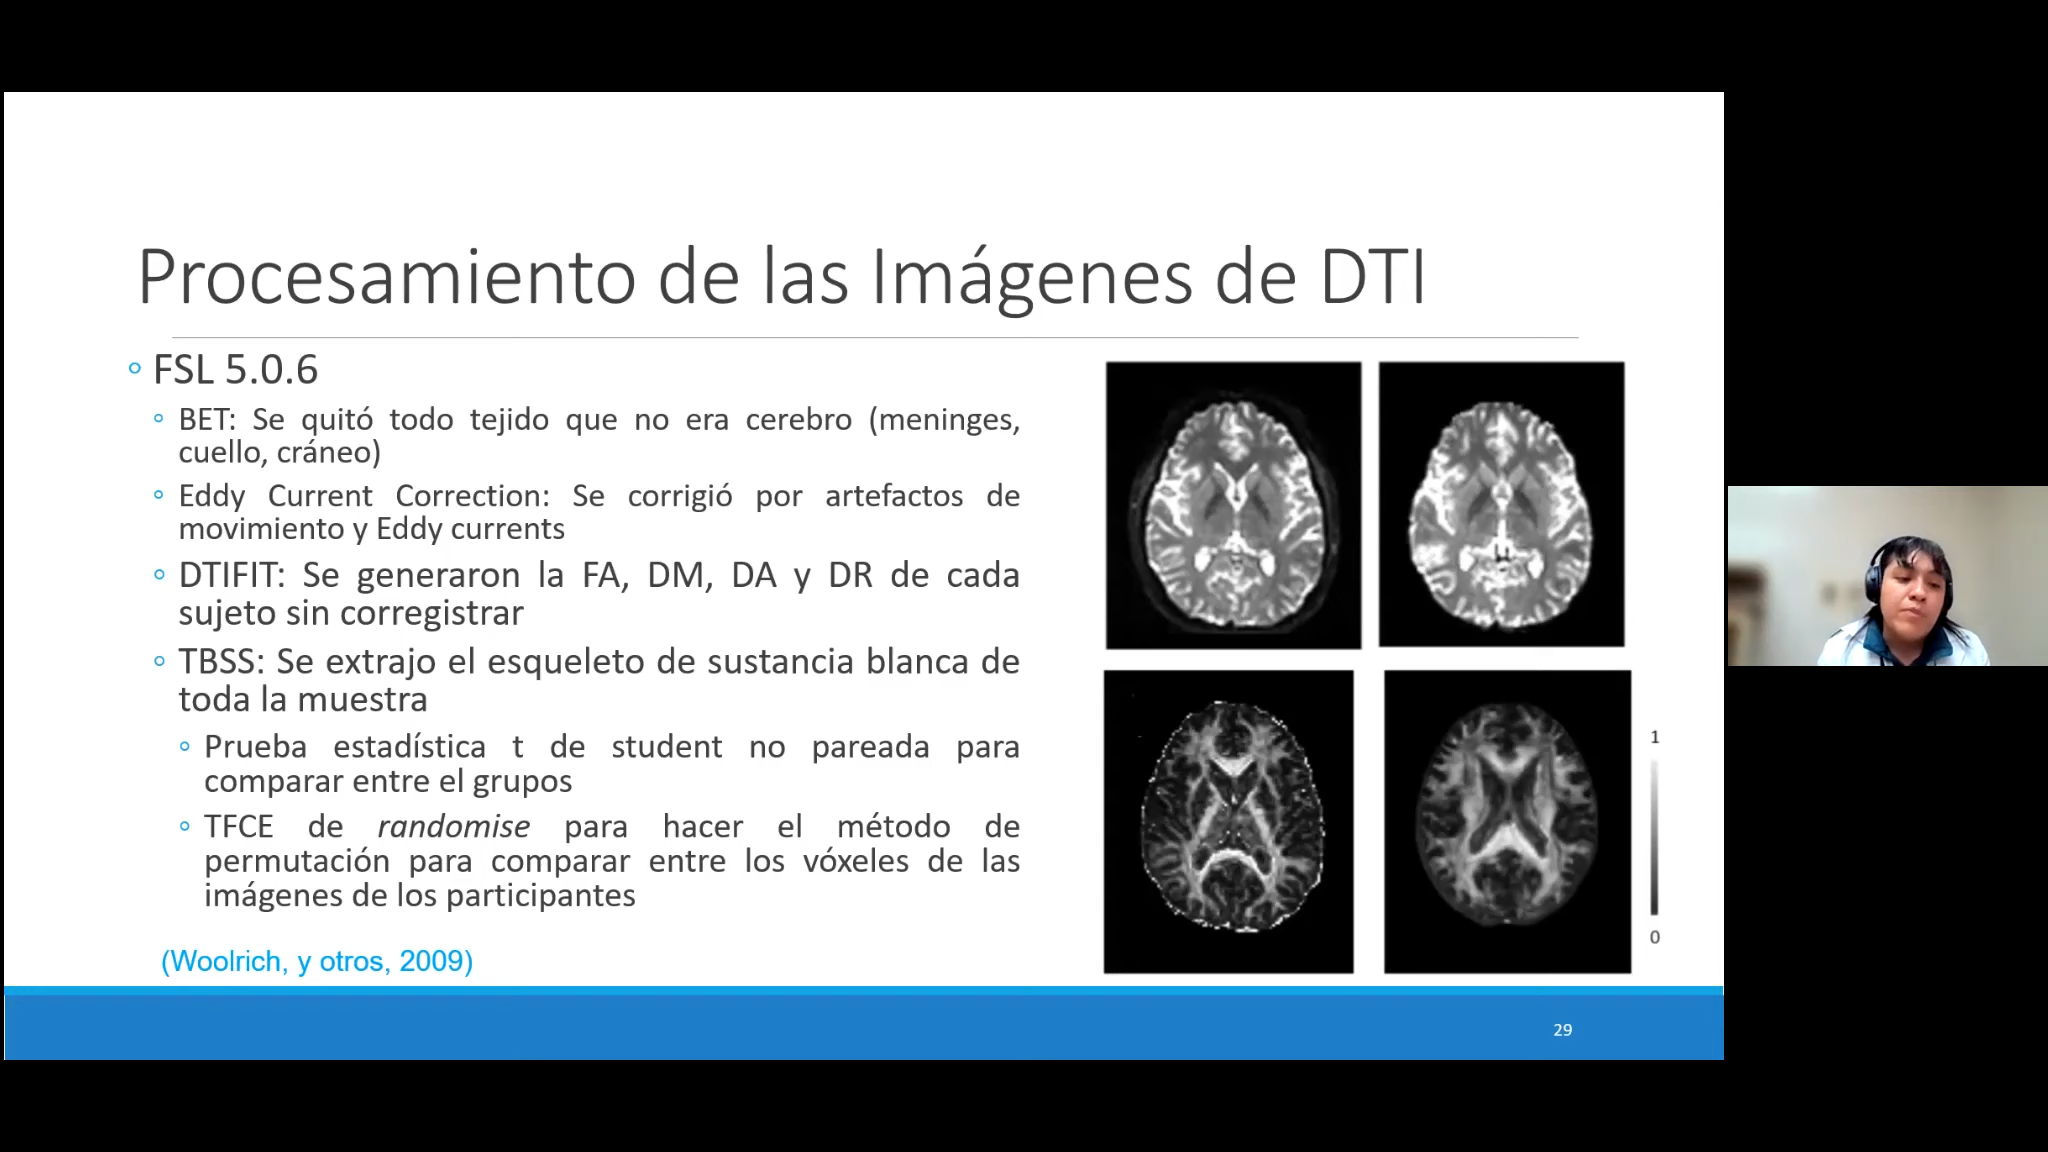 Procesamiento de las Imágenes de DTI
FSL 5.0.6
BET: Se quitó todo tejido que no era cerebro (meninges,
cuello, cráneo)
Eddy Current Correction: Se corrigió por artefactos de
movimiento y Eddy currents
DTIFIT: Se generaron la FA, DM, DA y DR de cada
sujeto sin corregistrar
TBSS: Se extrajo el esqueleto de sustancia blanca de
toda la muestra
Prueba estadística t de student no pareada para
comparar entre el grupos
TFCE de randomise para hacer el método de
permutación para comparar entre los vóxeles de las
imágenes de los participantes
(Woolrich, y otros, 2009)
1
0
29